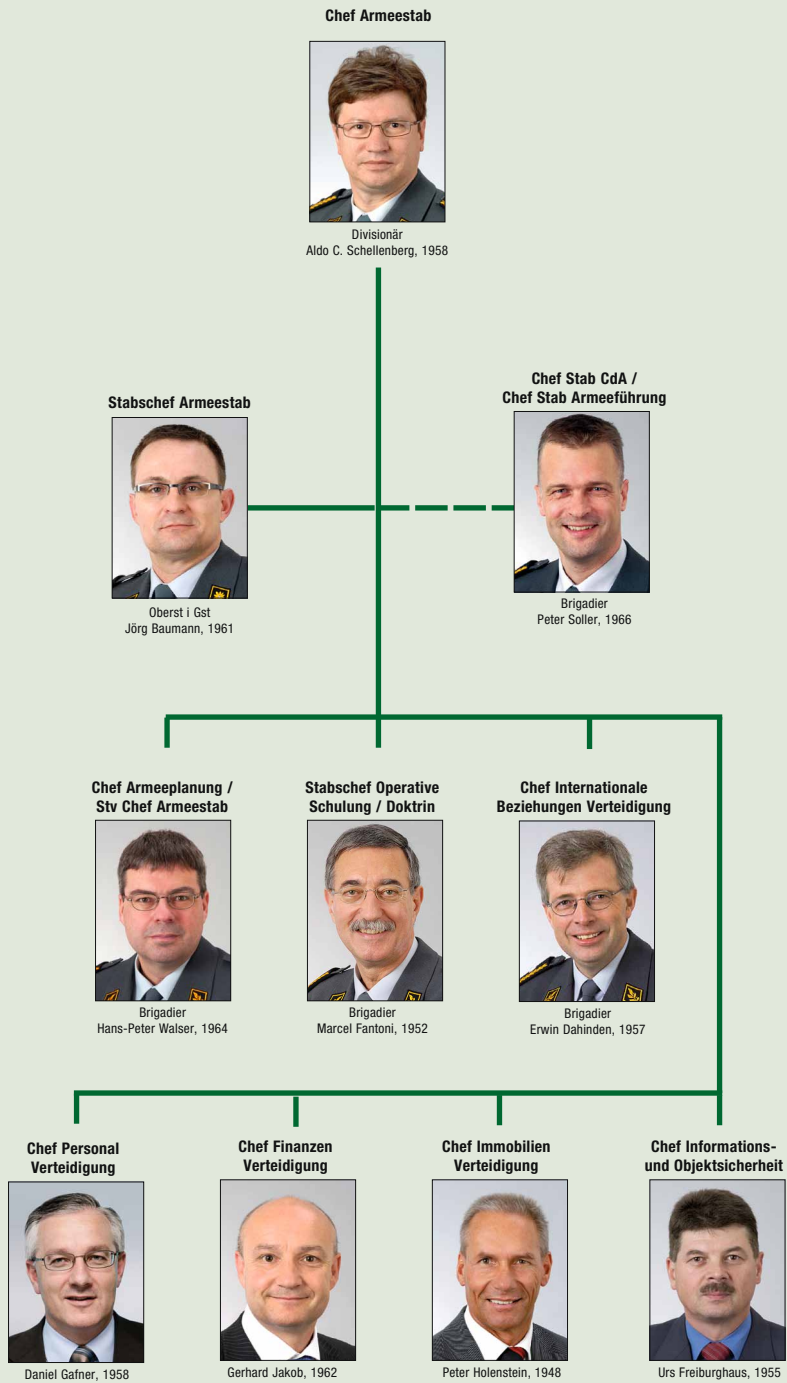 Chef Armeestab
Divisionär
Aldo C. Schellenberg, 1958
Stabschef Armeestab
Oberst i Gst
Jörg Baumann, 1961
Chef Stab CdA /
Chef Stab Armeeführung
Brigadier
Peter Soller, 1966
Chef Armeeplanung /
Stv Chef Armeestab
Brigadier
Hans-Peter Walser, 1964
Stabschef Operative
Schulung / Doktrin
Brigadier
Marcel Fantoni, 1952
Chef Internationale
Beziehungen Verteidigung
Brigadier
Erwin Dahinden, 1957
Chef Personal
Verteidigung
Daniel Gafner, 1958
Chef Finanzen
Verteidigung
Gerhard Jakob, 1962
Chef Immobilien
Verteidigung
Peter Holenstein, 1948
Chef Informations-
und Objektsicherheit
Urs Freiburghaus, 1955